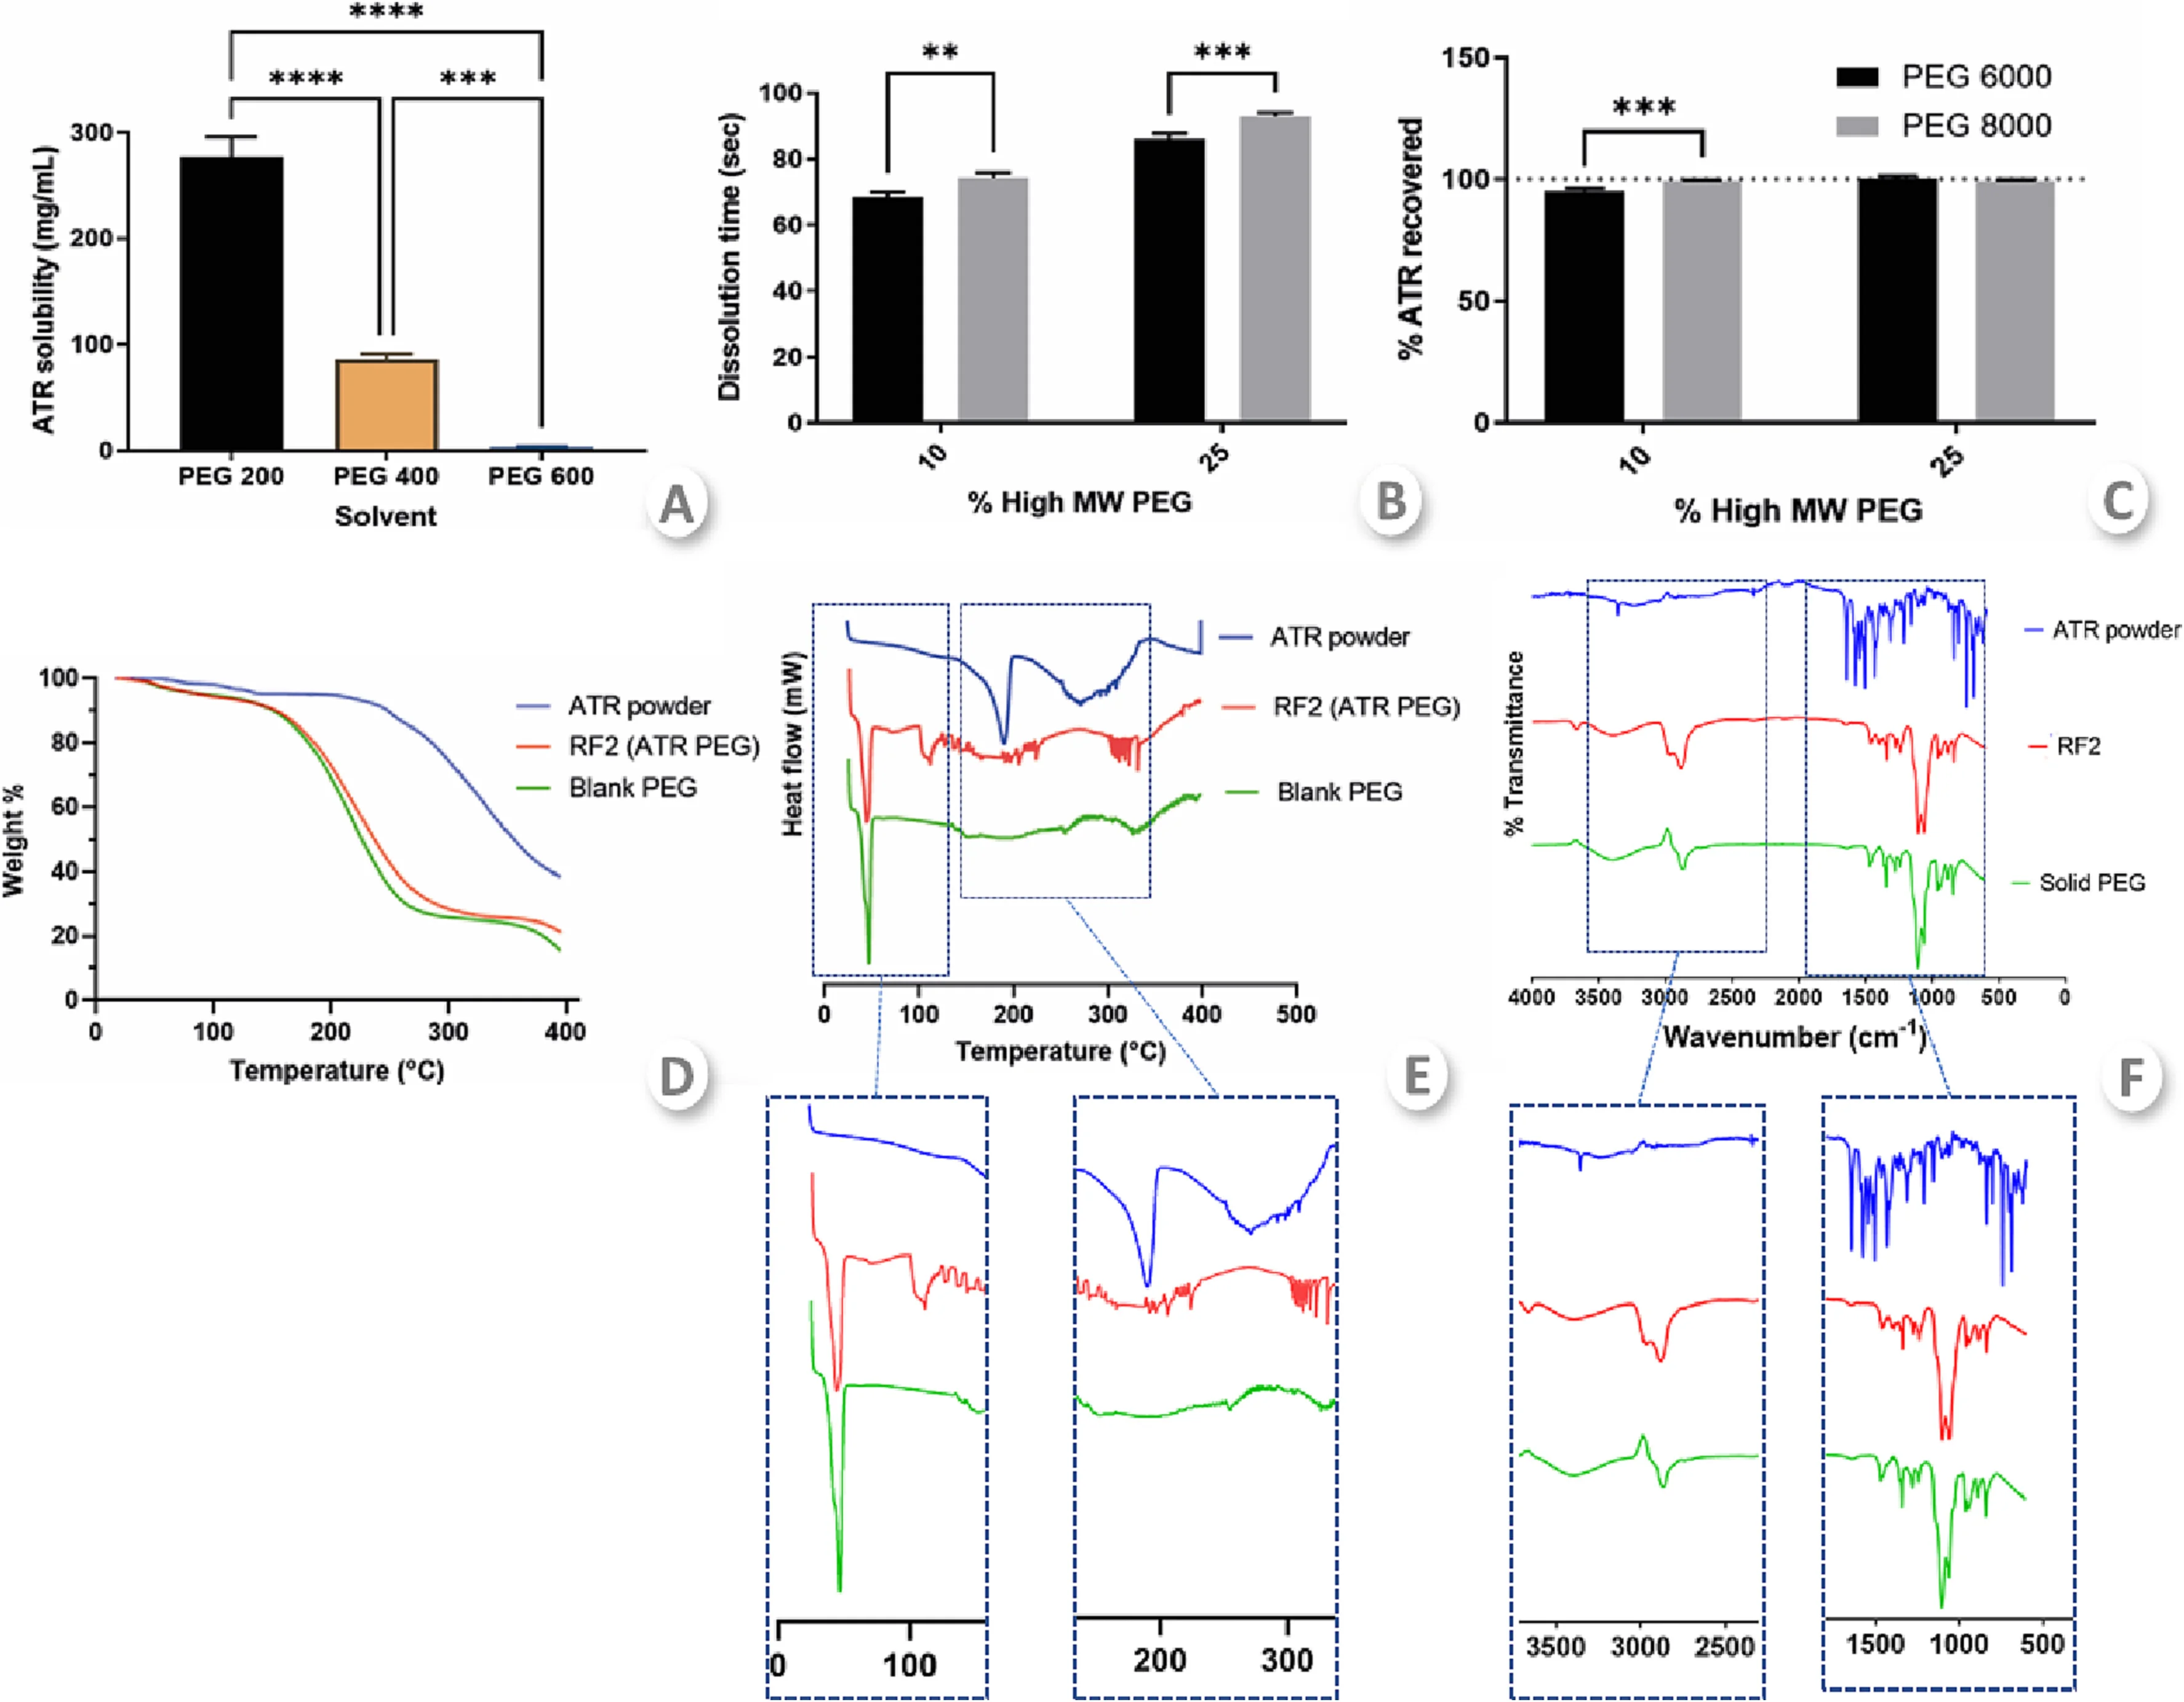 ****
**** ***
300
200
100
0
ATR solubility (mg/mL)
PEG 200 PEG 400 PEG 600
Solvent
A
** ***
100
80
60
40
20
0
Dissolution time (sec)
10 25
% High MW PEG
B
150
100
50
0
% ATR recovered
***
PEG 6000
PEG 8000
10 25
% High MW PEG
C
100
80
60
40
20
0
Weight %
ATR powder
RF2 (ATR PEG)
Blank PEG
0 100 200 300 400
Temperature (°C)
D
Heat flow (mW)
ATR powder
RF2 (ATR PEG)
Blank PEG
0 100 200 300 400 500
Temperature (°C)
E
0 100
200 300
% Transmittance
ATR powder
RF2
Solid PEG
4000 3500 3000 2500 2000 1500 1000 500 0
Wavenumber (cm-1)
F
3500 3000 2500
1500 1000 500